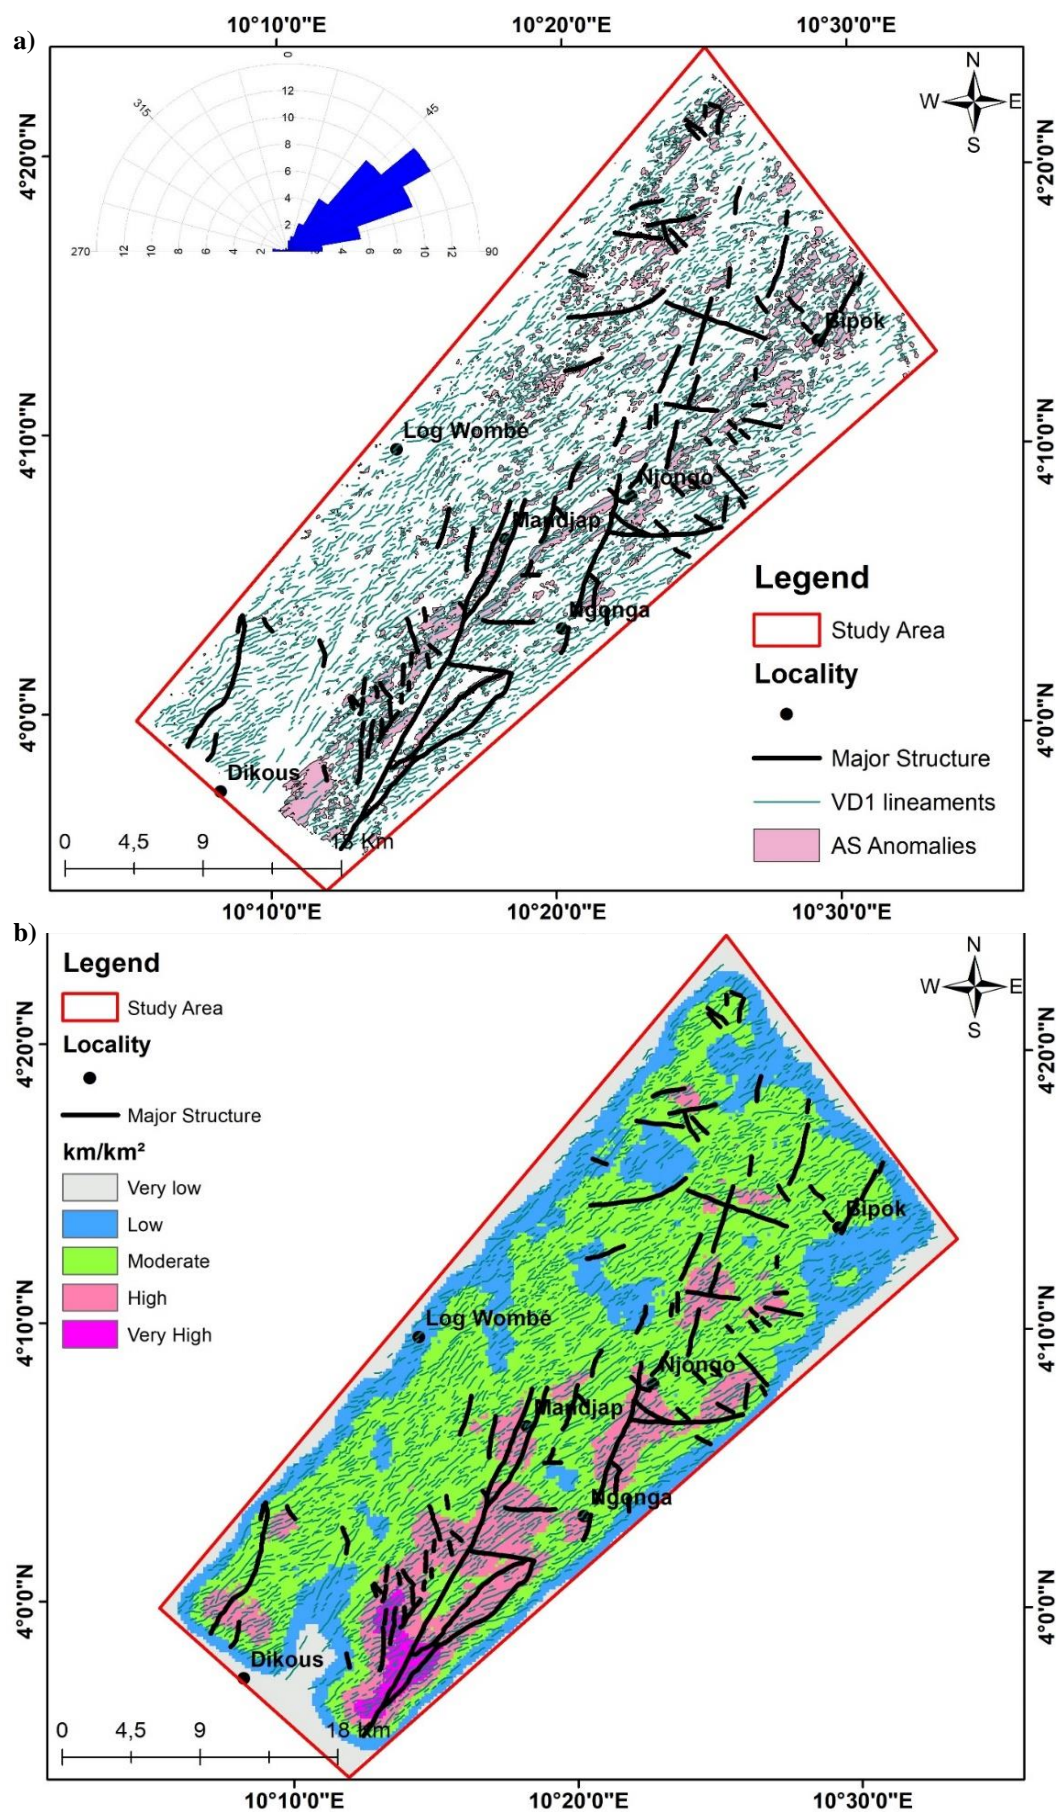 a)
10°10'0"E 10°20'0"E 10°30'0"E
N
W E
S
0
315 45
12
10
8
6
4
2
270 12 10 8 6 4 2 2 4 6 8 10 12 90
4°20'0"N 4°20'0"N
Bipok
4°10'0"N 4°10'0"N
Log Wombé
Njongo
Mandjap
Ngonga
4°0'0"N 4°0'0"N
Dikous
Legend
Study Area
Locality
Major Structure
VD1 lineaments
AS Anomalies
0 4,5 9 18 Km
10°10'0"E 10°20'0"E 10°30'0"E
b)
Legend
Study Area
Locality
Major Structure
km/km²
Very low
Low
Moderate
High
Very High
N
W E
S
4°20'0"N 4°20'0"N
Bipok
4°10'0"N 4°10'0"N
Log Wombé
Njongo
Mandjap
Ngonga
4°0'0"N 4°0'0"N
Dikous
0 4,5 9 18 Km
10°10'0"E 10°20'0"E 10°30'0"E